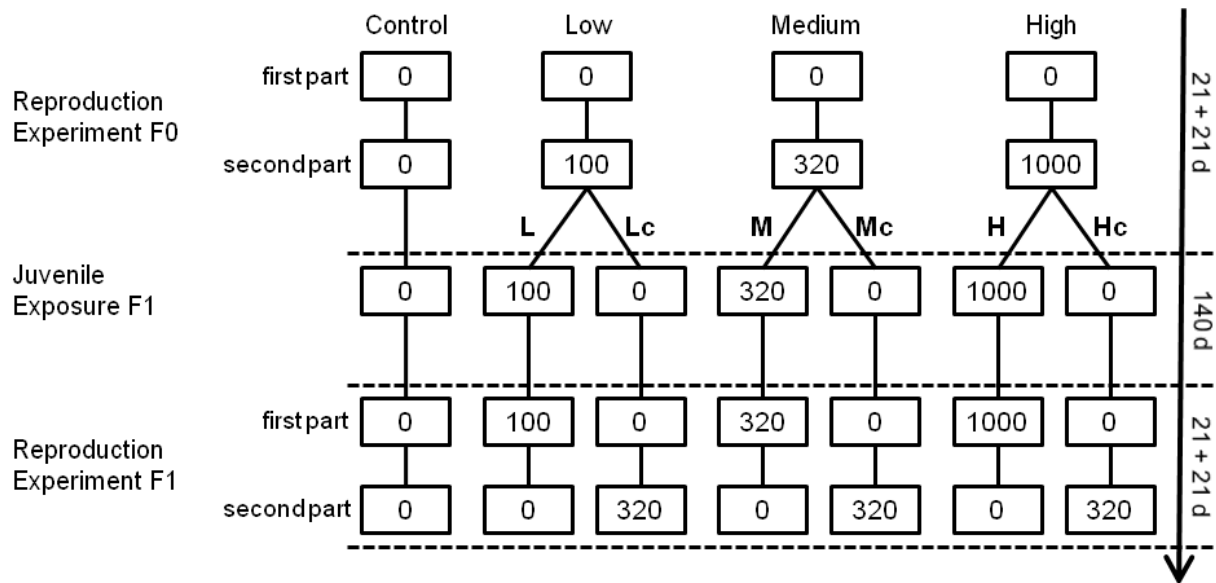 Control Low Medium High
first part 0 0 0 0
Reproduction
Experiment F0
second part 0 100 320 1000
21 + 21 d
L Lc M Mc H Hc
Juvenile
Exposure F1
0 100 0 320 0 1000 0
140 d
first part 0 100 0 320 0 1000 0
Reproduction
Experiment F1
second part 0 0 320 0 320 0 320
21 + 21 d